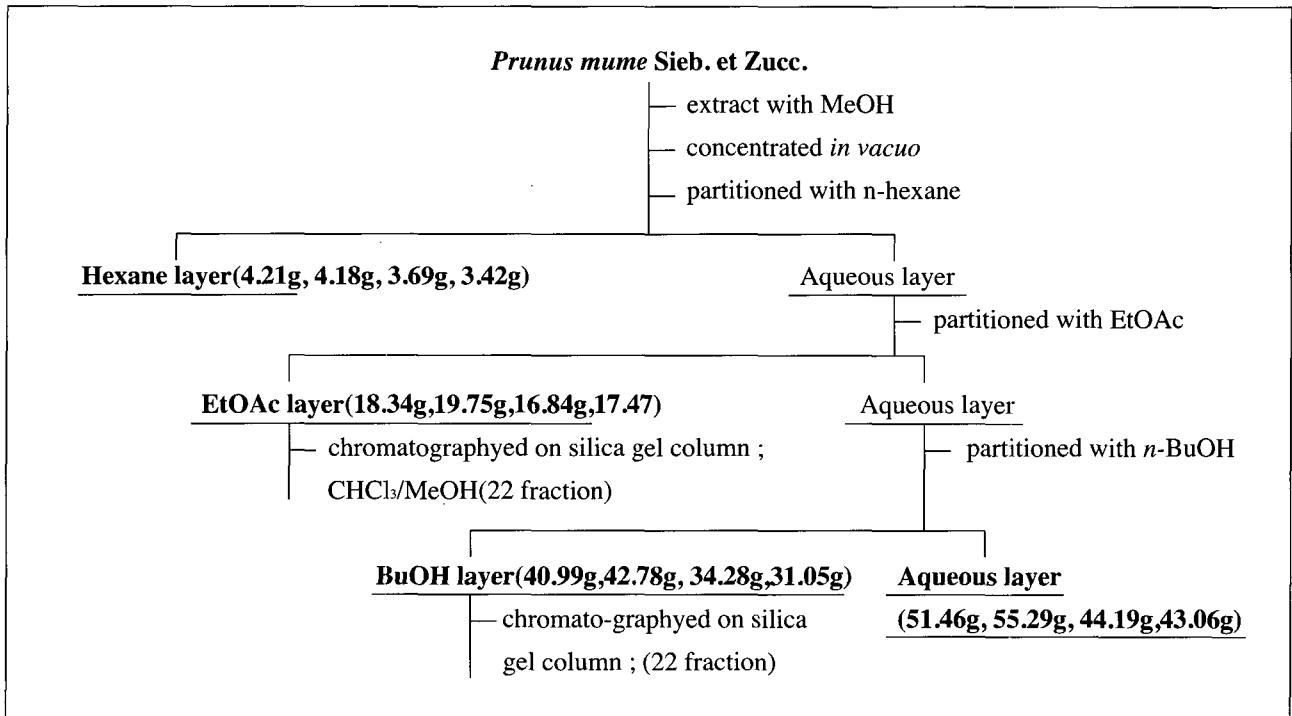 Prunus mume Sieb. et Zucc.
extract with MeOH
concentrated in vacuo
partitioned with n-hexane
Hexane layer(4.21g, 4.18g, 3.69g, 3.42g)
Aqueous layer
partitioned with EtOAc
EtOAc layer(18.34g,19.75g,16.84g,17.47)
Aqueous layer
chromatographyed on silica gel column ;
CHCl₃/MeOH(22 fraction)
partitioned with n-BuOH
BuOH layer(40.99g,42.78g, 34.28g,31.05g)
Aqueous layer
(51.46g, 55.29g, 44.19g,43.06g)
chromato-graphyed on silica
gel column ; (22 fraction)